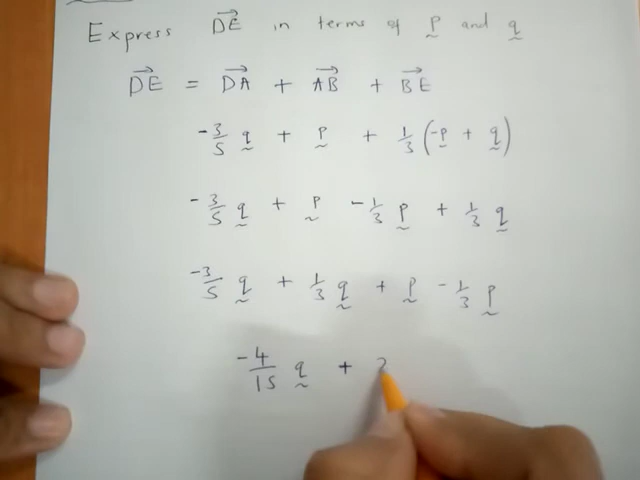 Express →DE in terms of p and q
→DE = →DA + →AB + →BE
-3/5 q + p + 1/3 (-p + q)
-3/5 q + p - 1/3 p + 1/3 q
-3/5 q + 1/3 q + p - 1/3 p
-4/15 q +